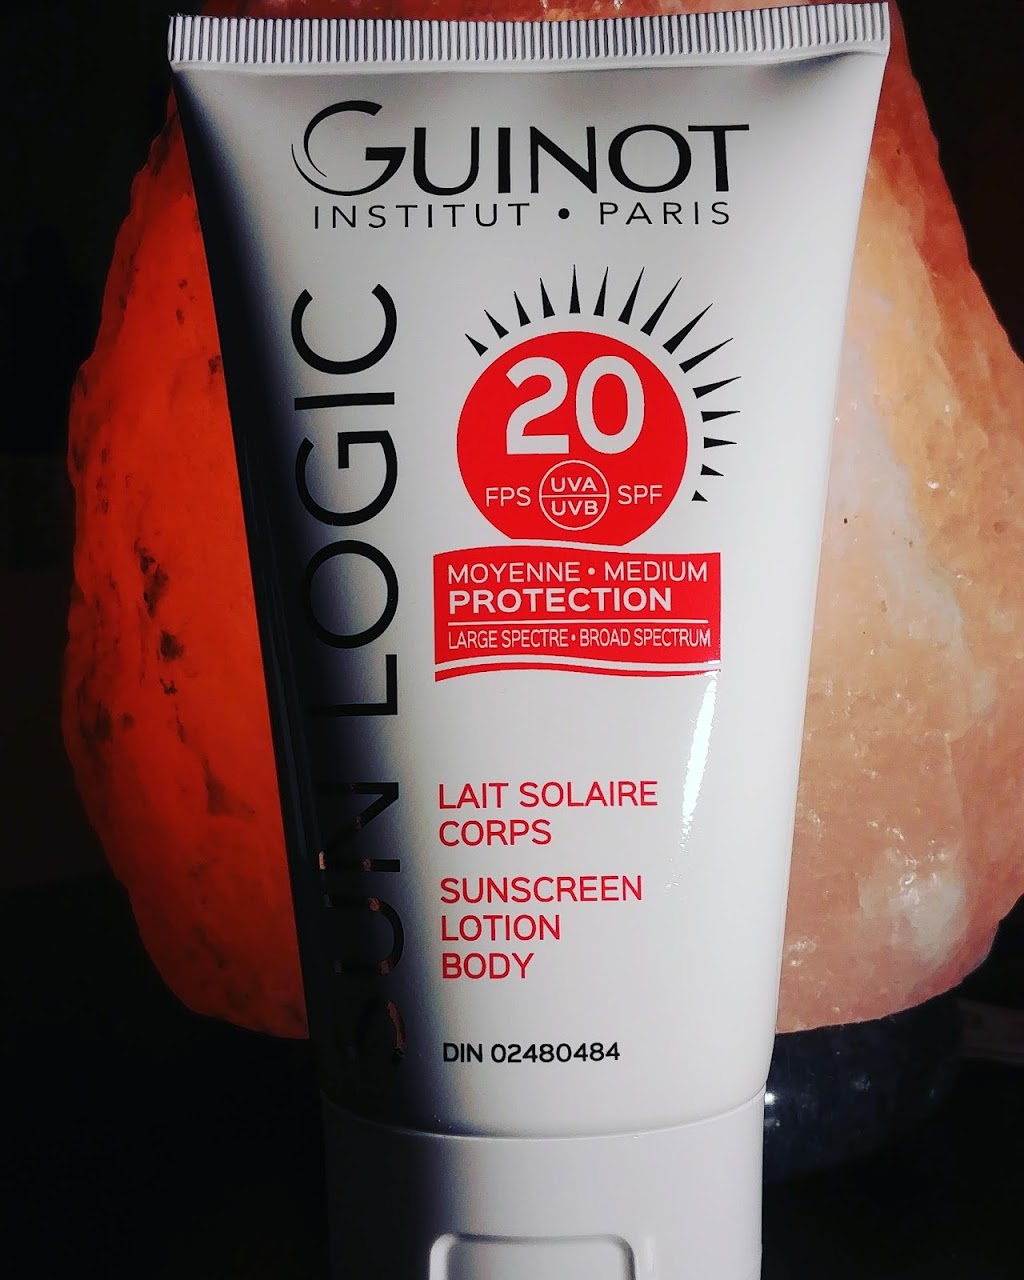 GUINOT
INSTITUT • PARIS
SUN LOGIC
20
FPS UVA UVB SPF
MOYENNE • MEDIUM
PROTECTION
LARGE SPECTRE • BROAD SPECTRUM
LAIT SOLAIRE
CORPS
SUNSCREEN
LOTION
BODY
DIN 02480484